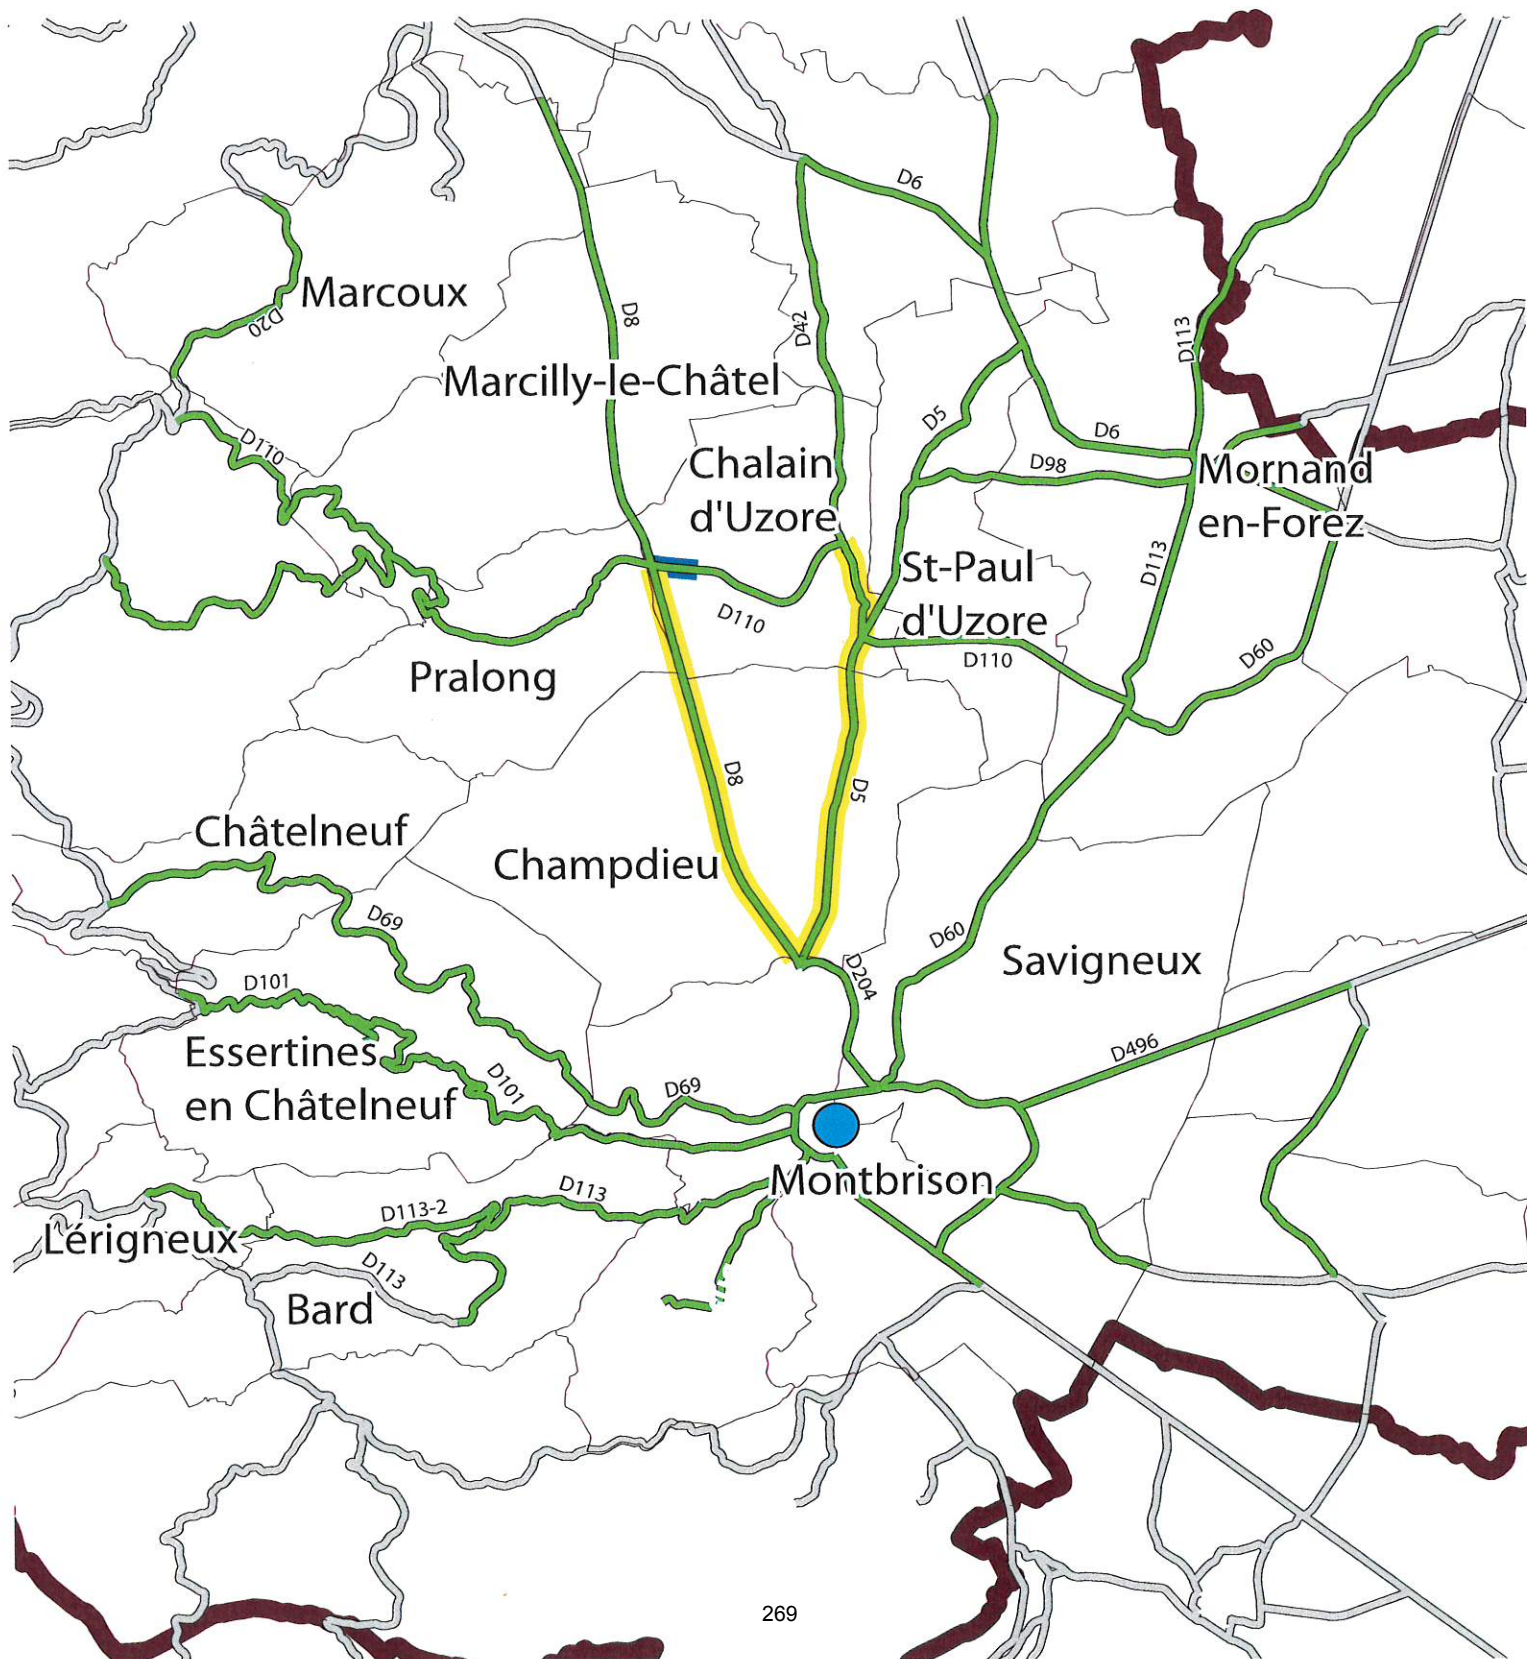 D6
Marcoux
D20
D8
D42
D113
Marcilly-le-Châtel
D5
D6
D110
Chalain
d'Uzore
D98
Mornand
en-Forez
D113
St-Paul
d'Uzore
D110
D110
D60
Pralong
D8
D5
Châtelneuf
Champdieu
D69
D60
Savigneux
D204
D101
D496
Essertines
en Châtelneuf
D101
D69
Montbrison
D113
D113-2
Lérigneux
D113
Bard
269